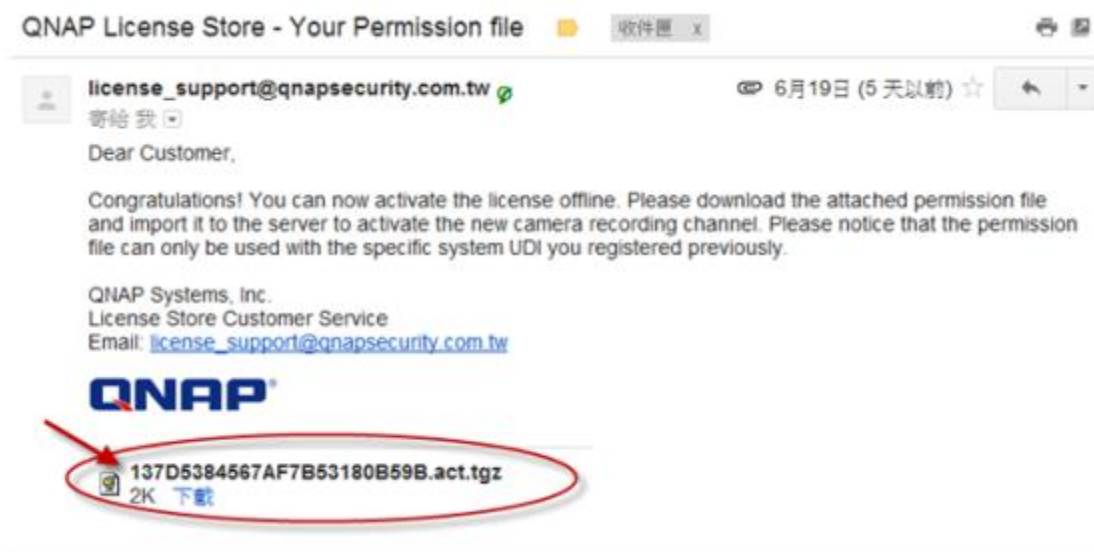 QNAP License Store - Your Permission file 收件匣 x
license_support@qnapsecurity.com.tw 6月19日 (5 天以前)
寄給 我
Dear Customer,
Congratulations! You can now activate the license offline. Please download the attached permission file
and import it to the server to activate the new camera recording channel. Please notice that the permission
file can only be used with the specific system UDI you registered previously.
QNAP Systems, Inc.
License Store Customer Service
Email: license_support@qnapsecurity.com.tw
QNAP
137D5384567AF7B53180B59B.act.tgz
2K 下載